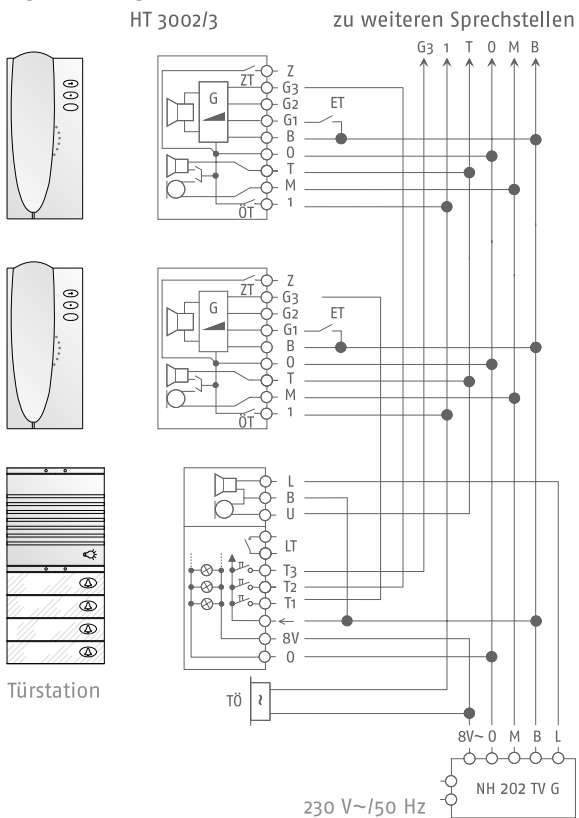 HT 3002/3 zu weiteren Sprechstellen
G3 1 T O M B
ZT
G
ÖT
Z
G3
G2
G1 ET
B
0
T
M
1
ZT
G
ÖT
Z
G3
G2
G1 ET
B
0
T
M
1
L
B
U
LT
T3
T2
T1
←
8V
0
Türstation
TÖ ~
8V~ 0 M B L
NH 202 TV G
230 V~/50 Hz